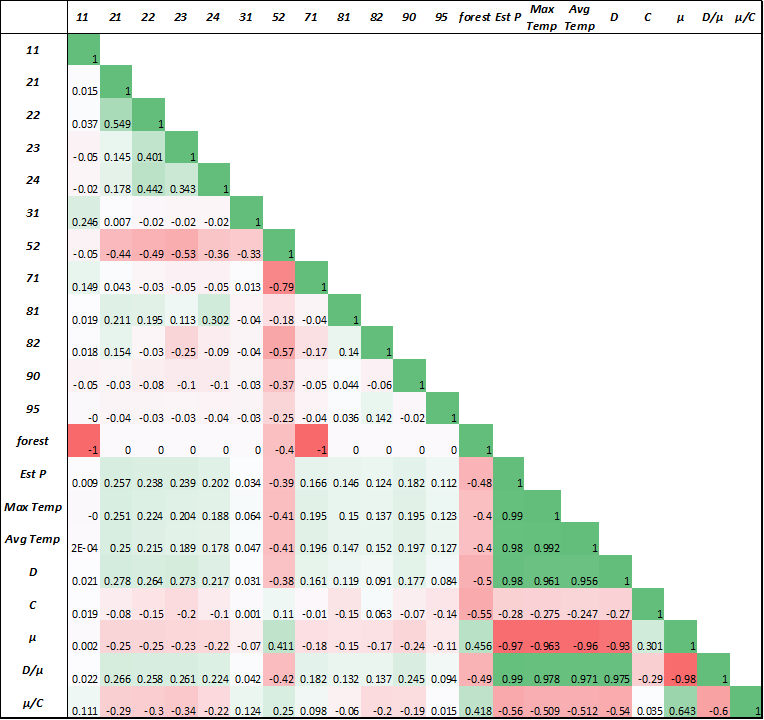 11 21 22 23 24 31 52 71 81 82 90 95 forest Est P Max Temp Avg Temp D C μ D/μ μ/C
11 1
21 0.015 1
22 0.037 0.549 1
23 -0.05 0.145 0.401 1
24 -0.02 0.178 0.442 0.343 1
31 0.246 0.007 -0.02 -0.02 -0.02 1
52 -0.05 -0.44 -0.49 -0.53 -0.36 -0.33 1
71 0.149 0.043 -0.03 -0.05 -0.05 0.013 -0.79 1
81 0.019 0.211 0.195 0.113 0.302 -0.04 -0.18 -0.04 1
82 0.018 0.154 -0.03 -0.25 -0.09 -0.04 -0.57 -0.17 0.14 1
90 -0.05 -0.03 -0.08 -0.1 -0.1 -0.03 -0.37 -0.05 0.044 -0.06 1
95 -0 -0.04 -0.03 -0.03 -0.04 -0.03 -0.25 -0.04 0.036 0.142 -0.02 1
forest -1 0 0 0 0 0 -0.4 -1 0 0 0 0 1
Est P 0.009 0.257 0.238 0.239 0.202 0.034 -0.39 0.166 0.146 0.124 0.182 0.112 -0.48 1
Max Temp -0 0.251 0.224 0.204 0.188 0.064 -0.41 0.195 0.15 0.137 0.195 0.123 -0.4 0.99 1
Avg Temp 2E-04 0.25 0.215 0.189 0.178 0.047 -0.41 0.196 0.147 0.152 0.197 0.127 -0.4 0.98 0.992 1
D 0.021 0.278 0.264 0.273 0.217 0.031 -0.38 0.161 0.119 0.091 0.177 0.084 -0.5 0.98 0.961 0.956 1
C 0.019 -0.08 -0.15 -0.2 -0.1 0.001 0.11 -0.01 -0.15 0.063 -0.07 -0.14 -0.55 -0.28 -0.275 -0.247 -0.27 1
μ 0.002 -0.25 -0.25 -0.23 -0.22 -0.07 0.411 -0.18 -0.15 -0.17 -0.24 -0.11 0.456 -0.97 -0.963 -0.96 -0.93 0.301 1
D/μ 0.022 0.266 0.258 0.261 0.224 0.042 -0.42 0.182 0.132 0.137 0.245 0.094 -0.49 0.99 0.978 0.971 0.975 -0.29 -0.98 1
μ/C 0.111 -0.29 -0.3 -0.34 -0.22 0.124 0.25 0.098 -0.06 -0.2 -0.19 0.015 0.418 -0.56 -0.509 -0.512 -0.54 0.035 0.643 -0.6 1